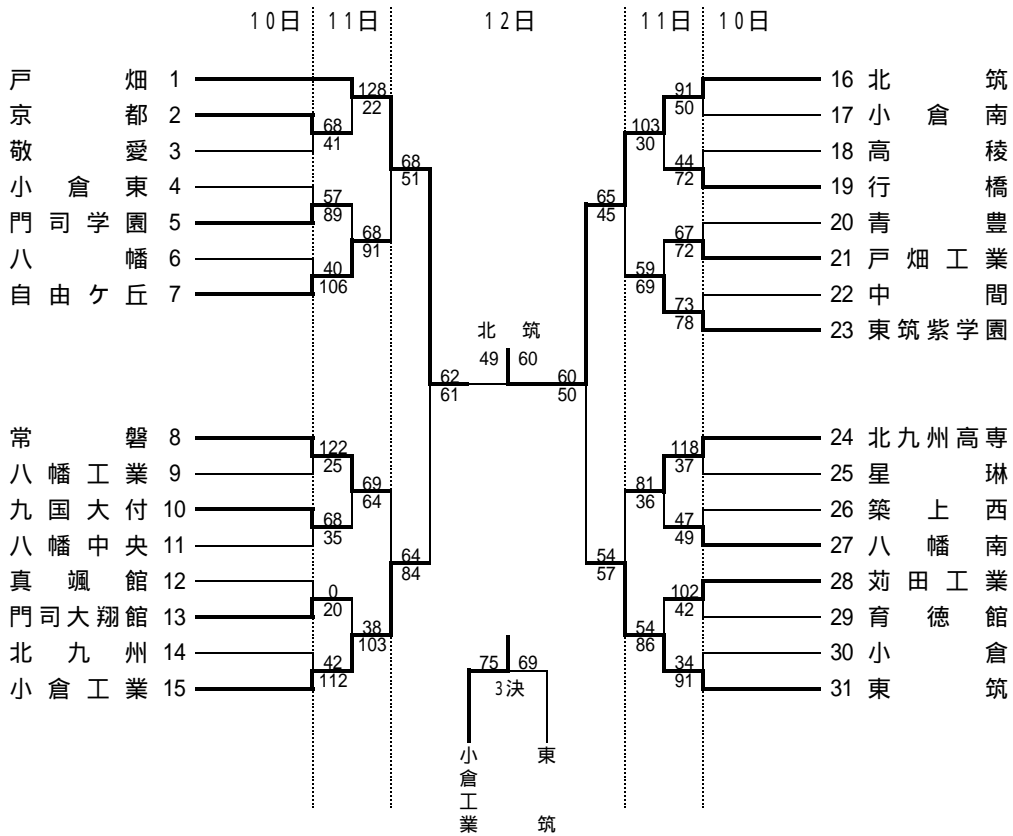 10日 11日 12日 11日 10日
戸畑 1
128
22
京都 2
68
41
敬愛 3
68
51
小倉東 4
57
89
門司学園 5
68
91
八幡 6
40
106
自由ケ丘 7
62
61
常磐 8
122
25
八幡工業 9
69
64
九国大付 10
68
35
八幡中央 11
64
84
真颯館 12
0
20
門司大翔館 13
38
103
北九州 14
42
112
小倉工業 15
北筑
49 60
75 69
3決
小倉工業
東筑
16 北筑
91
50
17 小倉南
103
30
18 高稜
44
72
19 行橋
65
45
20 青豊
67
72
21 戸畑工業
59
69
22 中間
73
78
23 東筑紫学園
60
50
24 北九州高専
118
37
25 星琳
81
36
26 築上西
47
49
27 八幡南
54
57
28 苅田工業
102
42
29 育徳館
54
86
30 小倉
34
91
31 東筑